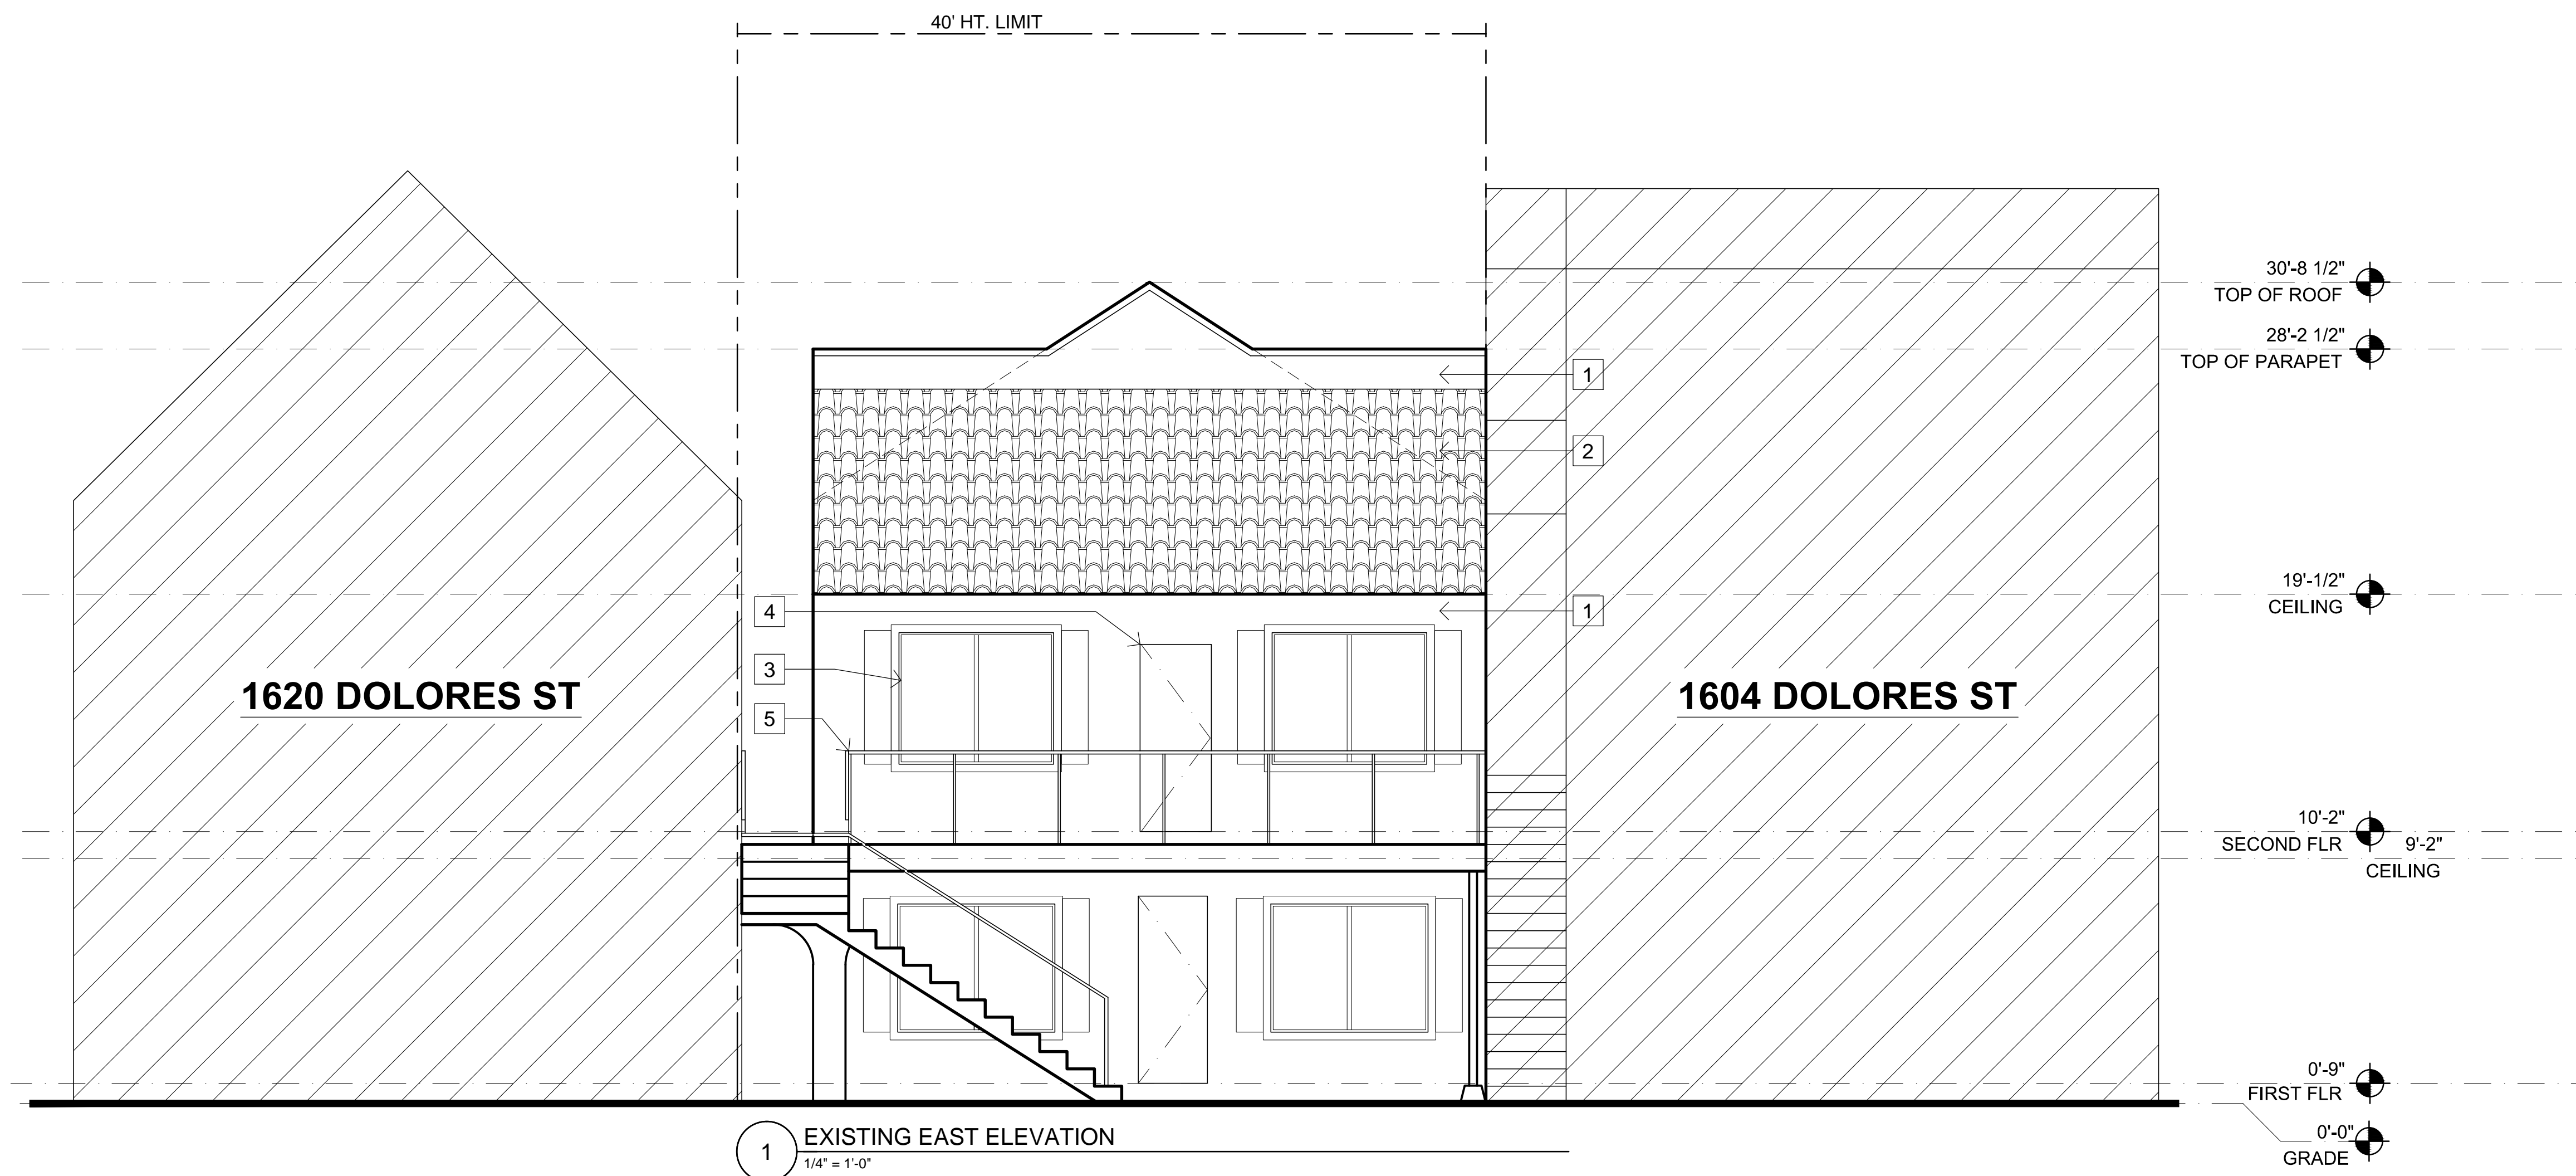 40' HT. LIMIT
30'-8 1/2"
TOP OF ROOF
28'-2 1/2"
TOP OF PARAPET
1
2
19'-1/2"
CEILING
4
1
3
1620 DOLORES ST
1604 DOLORES ST
5
10'-2"
SECOND FLR
9'-2"
CEILING
0'-9"
FIRST FLR
0'-0"
GRADE
1
EXISTING EAST ELEVATION
1/4" = 1'-0"